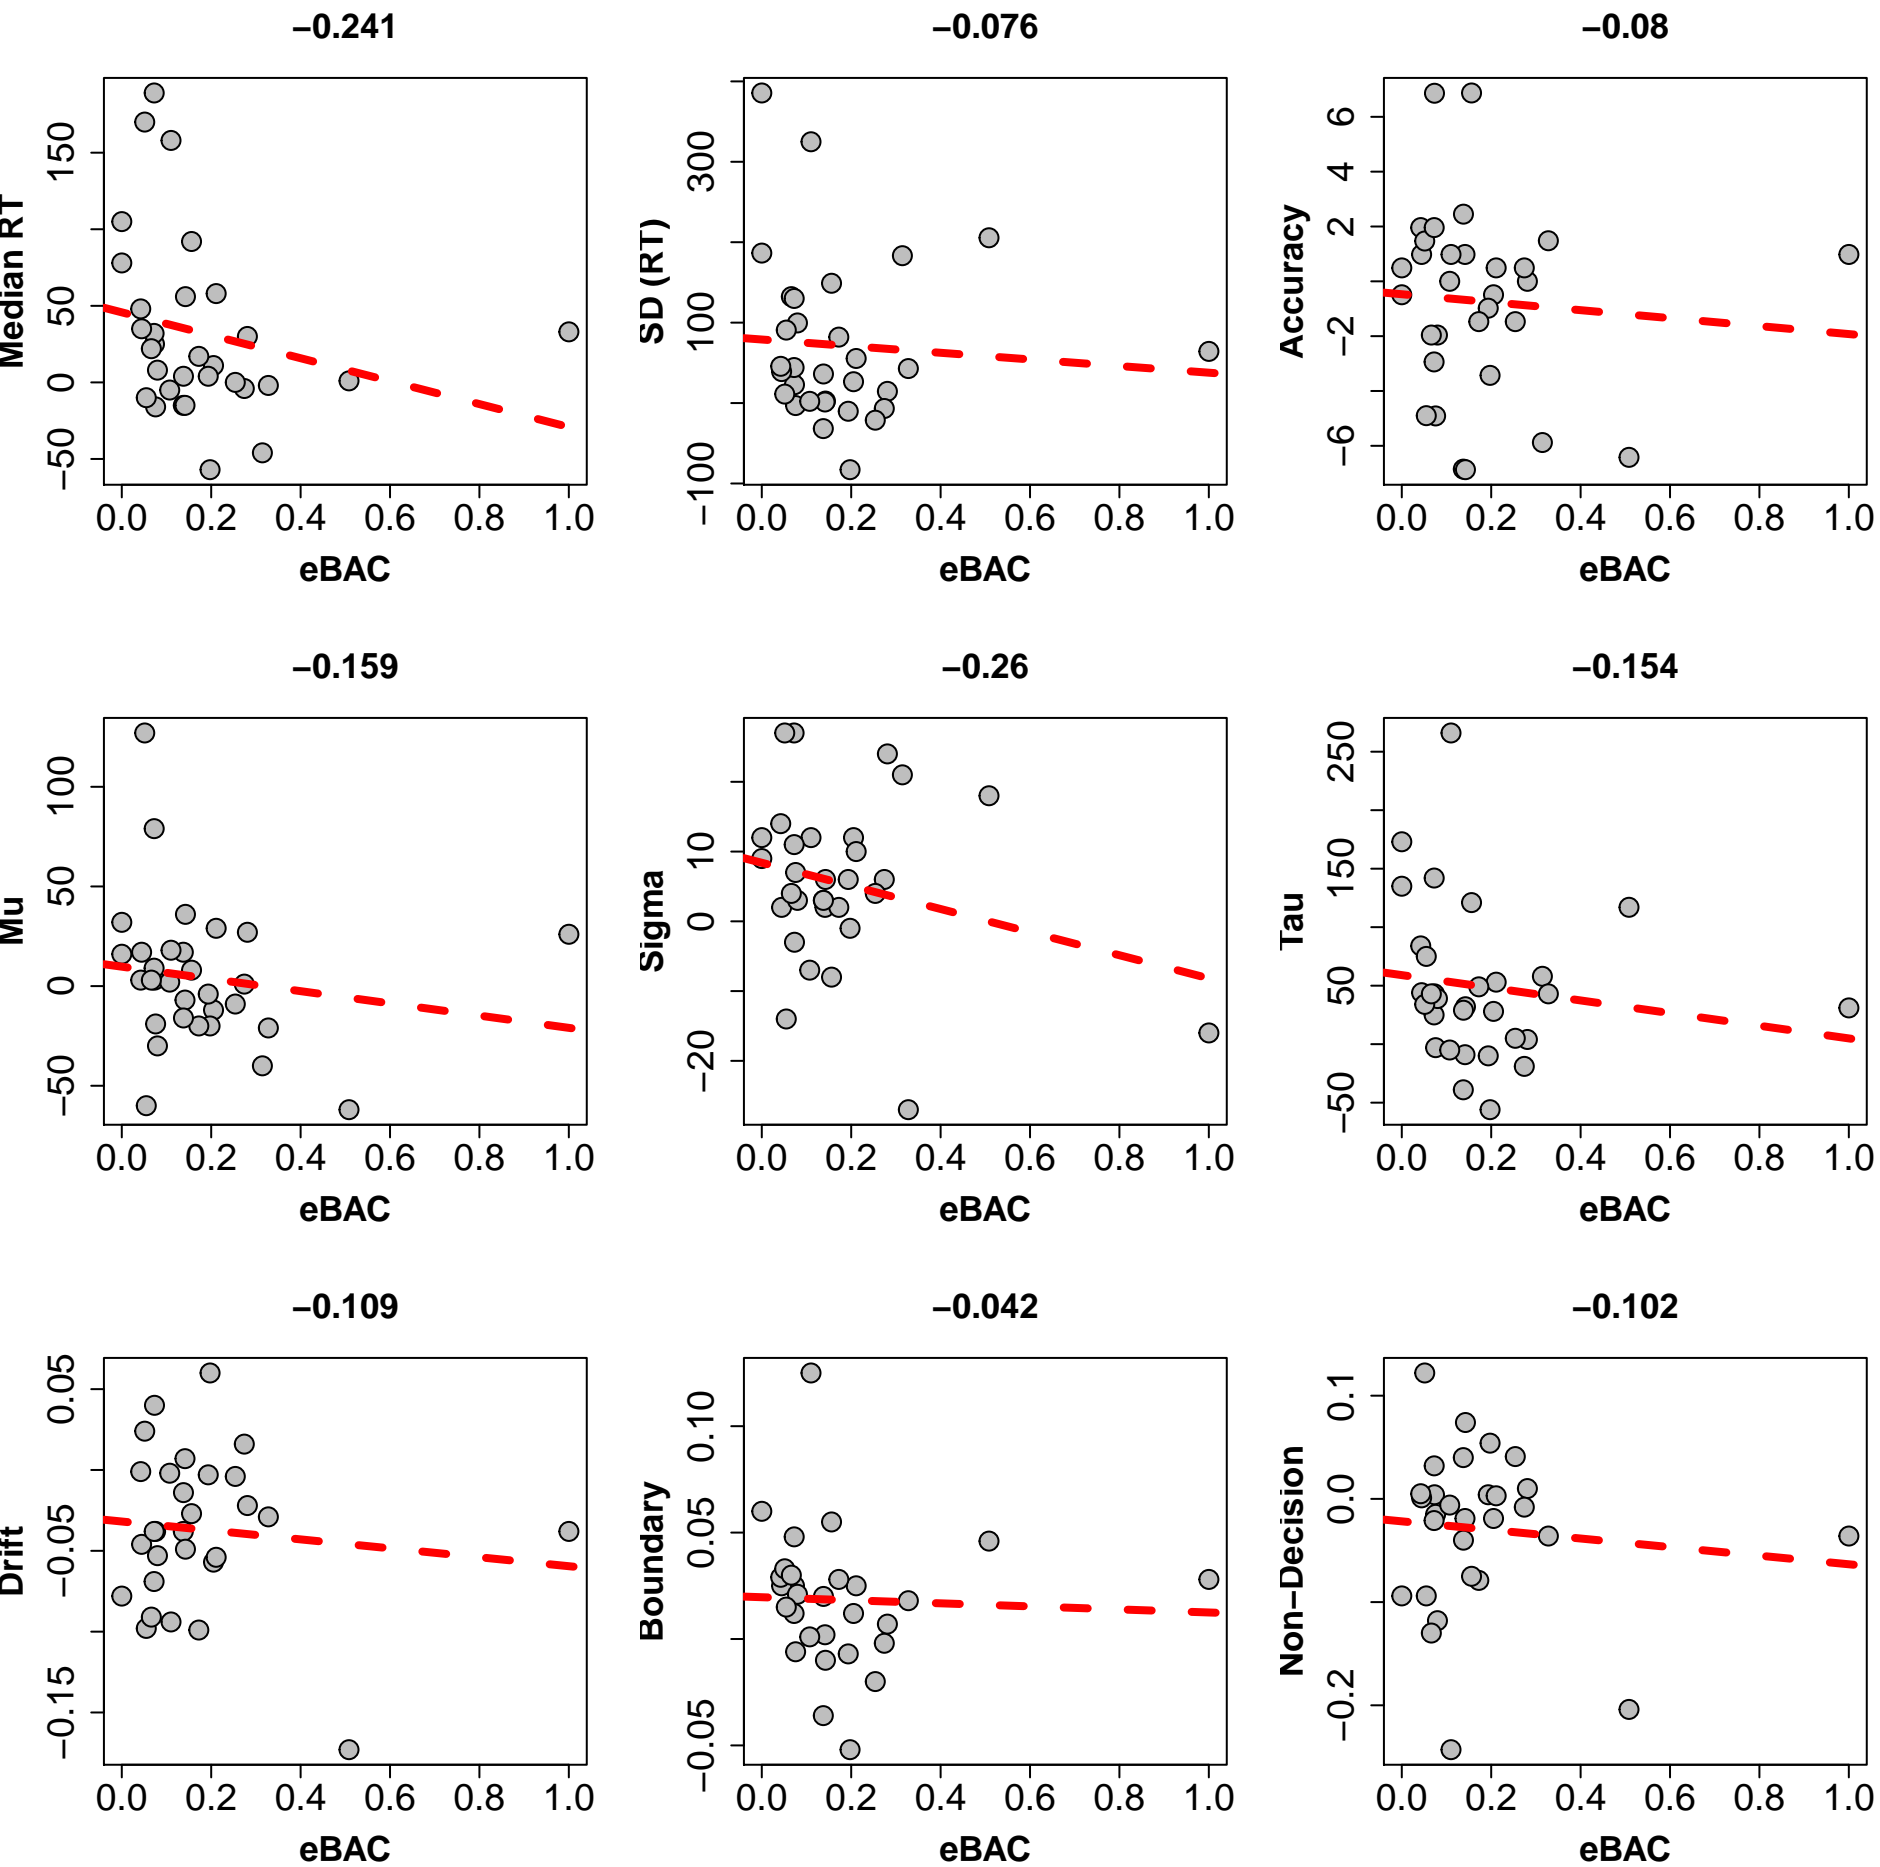 −0.241
Median RT
−50 0 50 150
0.0 0.2 0.4 0.6 0.8 1.0
eBAC
−0.076
SD (RT)
−100 100 300
0.0 0.2 0.4 0.6 0.8 1.0
eBAC
−0.08
Accuracy
−6 −2 2 4 6
0.0 0.2 0.4 0.6 0.8 1.0
eBAC
−0.159
Mu
−50 0 50 100
0.0 0.2 0.4 0.6 0.8 1.0
eBAC
−0.26
Sigma
−20 0 10
0.0 0.2 0.4 0.6 0.8 1.0
eBAC
−0.154
Tau
−50 50 150 250
0.0 0.2 0.4 0.6 0.8 1.0
eBAC
−0.109
Drift
−0.15 −0.05 0.05
0.0 0.2 0.4 0.6 0.8 1.0
eBAC
−0.042
Boundary
−0.05 0.05 0.10
0.0 0.2 0.4 0.6 0.8 1.0
eBAC
−0.102
Non−Decision
−0.2 0.0 0.1
0.0 0.2 0.4 0.6 0.8 1.0
eBAC